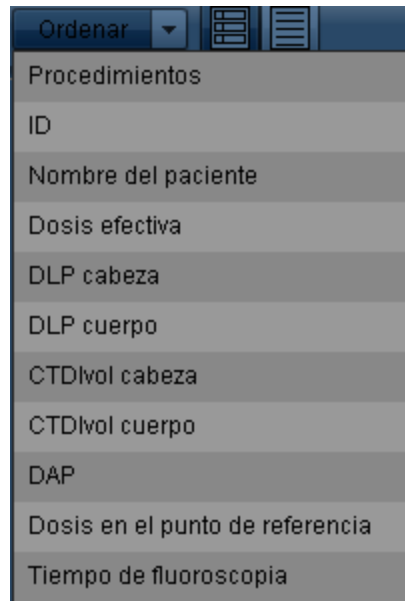 Ordenar
Procedimientos
ID
Nombre del paciente
Dosis efectiva
DLP cabeza
DLP cuerpo
CTDIvol cabeza
CTDIvol cuerpo
DAP
Dosis en el punto de referencia
Tiempo de fluoroscopia